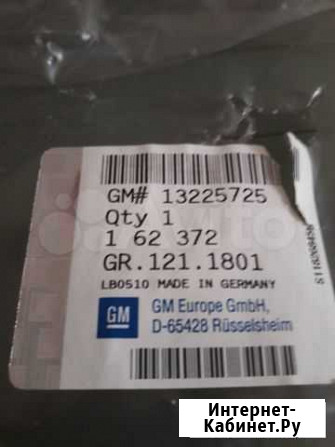 GM# 13225725
Qty 1
1 62 372
GR.121.1801
LB0510 MADE IN GERMANY
GM
GM Europe GmbH,
D-65428 Rüsselsheim
Avito
Интернет-
Кабинет.Ру